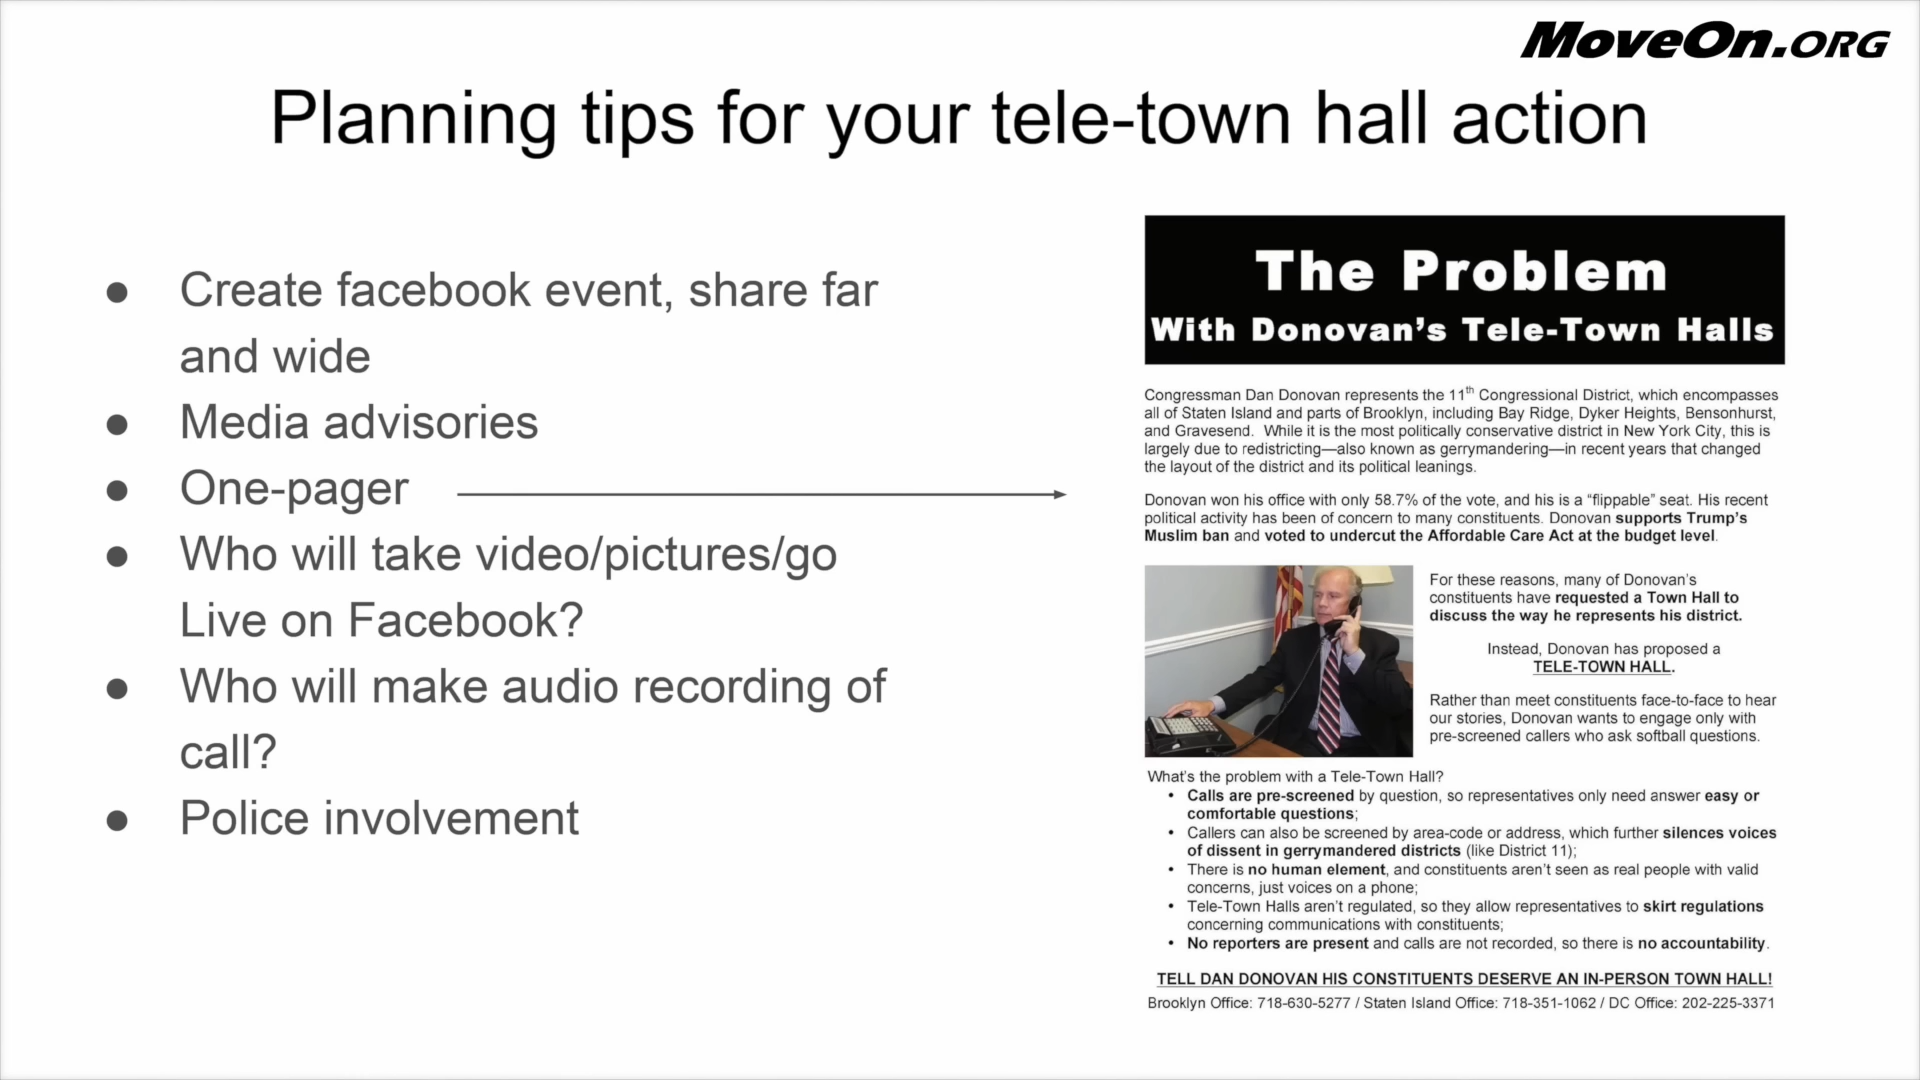 MoveOn.ORG
Planning tips for your tele-town hall action
● Create facebook event, share far
and wide
● Media advisories
● One-pager
● Who will take video/pictures/go
Live on Facebook?
● Who will make audio recording of
call?
● Police involvement
The Problem
With Donovan’s Tele-Town Halls
Congressman Dan Donovan represents the 11th Congressional District, which encompasses
all of Staten Island and parts of Brooklyn, including Bay Ridge, Dyker Heights, Bensonhurst,
and Gravesend. While it is the most politically conservative district in New York City, this is
largely due to redistricting—also known as gerrymandering—in recent years that changed
the layout of the district and its political leanings.
Donovan won his office with only 58.7% of the vote, and his is a “flippable” seat. His recent
political activity has been of concern to many constituents. Donovan supports Trump’s
Muslim ban and voted to undercut the Affordable Care Act at the budget level.
For these reasons, many of Donovan’s
constituents have requested a Town Hall to
discuss the way he represents his district.
Instead, Donovan has proposed a
TELE-TOWN HALL.
Rather than meet constituents face-to-face to hear
our stories, Donovan wants to engage only with
pre-screened callers who ask softball questions.
What’s the problem with a Tele-Town Hall?
• Calls are pre-screened by question, so representatives only need answer easy or
comfortable questions;
• Callers can also be screened by area-code or address, which further silences voices
of dissent in gerrymandered districts (like District 11);
• There is no human element, and constituents aren’t seen as real people with valid
concerns, just voices on a phone;
• Tele-Town Halls aren’t regulated, so they allow representatives to skirt regulations
concerning communications with constituents;
• No reporters are present and calls are not recorded, so there is no accountability.
TELL DAN DONOVAN HIS CONSTITUENTS DESERVE AN IN-PERSON TOWN HALL!
Brooklyn Office: 718-630-5277 / Staten Island Office: 718-351-1062 / DC Office: 202-225-3371